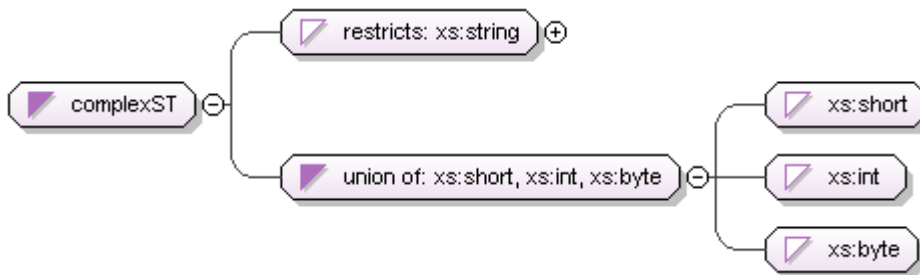 restricts: xs:string
complexST
xs:short
union of: xs:short, xs:int, xs:byte
xs:int
xs:byte